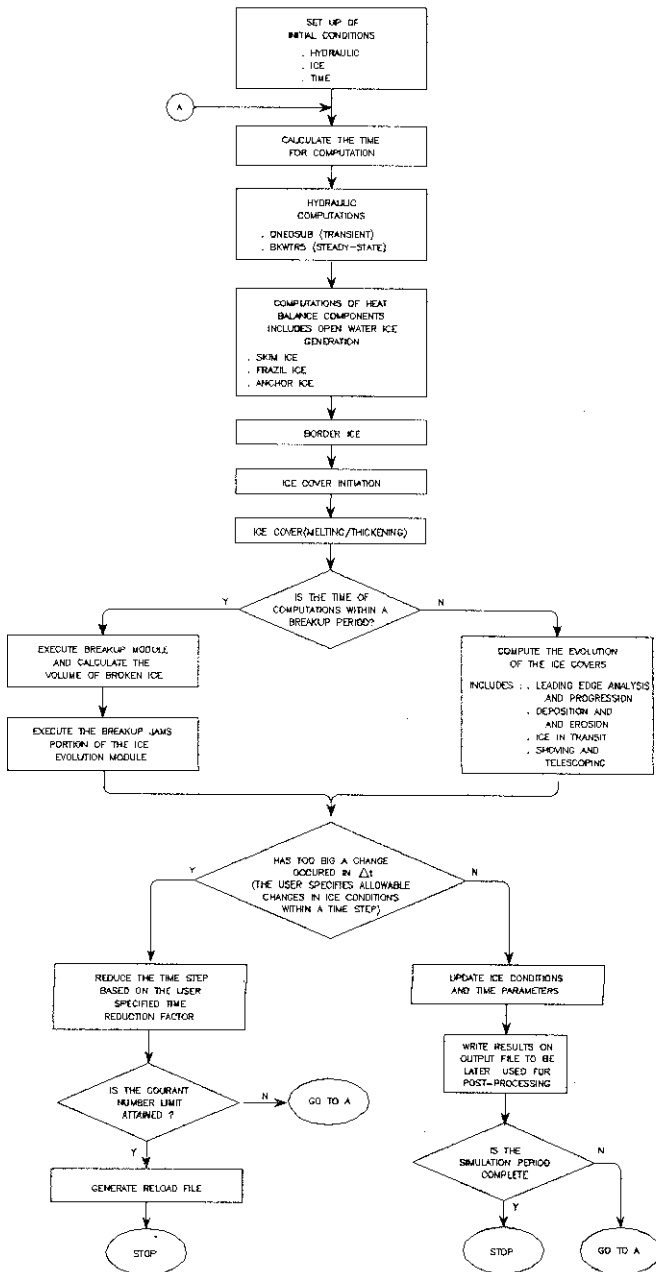 SET UP OF
INITIAL CONDITIONS
. HYDRAULIC
. ICE
. TIME
A
CALCULATE THE TIME
FOR COMPUTATION
HYDRAULIC
COMPUTATIONS
. ONEDSUB (TRANSIENT)
. BKWTR5 (STEADY-STATE)
COMPUTATIONS OF HEAT
BALANCE COMPONENTS
INCLUDES OPEN WATER ICE
GENERATION
. SKIM ICE
. FRAZIL ICE
. ANCHOR ICE
BORDER ICE
ICE COVER INITIATION
ICE COVER(MELTING/THICKENING)
IS THE TIME OF
COMPUTATIONS WITHIN A
BREAKUP PERIOD?
Y
N
EXECUTE BREAKUP MODULE
AND CALCULATE THE
VOLUME OF BROKEN ICE
EXECUTE THE BREAKUP JAMS
PORTION OF THE ICE
EVOLUTION MODULE
COMPUTE THE EVOLUTION
OF THE ICE COVERS
INCLUDES : . LEADING EDGE ANALYSIS
AND PROGRESSION
. DEPOSITION AND
AND EROSION
. ICE IN TRANSIT
. SHOVING AND
TELESCOPING
HAS TOO BIG A CHANGE
OCCURED IN Δt
(THE USER SPECIFIES ALLOWABLE
CHANGES IN ICE CONDITIONS
WITHIN A TIME STEP)
Y
N
REDUCE THE TIME STEP
BASED ON THE USER
SPECIFIED TIME
REDUCTION FACTOR
IS THE COURANT
NUMBER LIMIT
ATTAINED ?
N
GO TO A
Y
GENERATE RELOAD FILE
STOP
UPDATE ICE CONDITIONS
AND TIME PARAMETERS
WRITE RESULTS ON
OUTPUT FILE TO BE
LATER USED FOR
POST-PROCESSING
IS THE
SIMULATION PERIOD
COMPLETE
N
Y
STOP
GO TO A